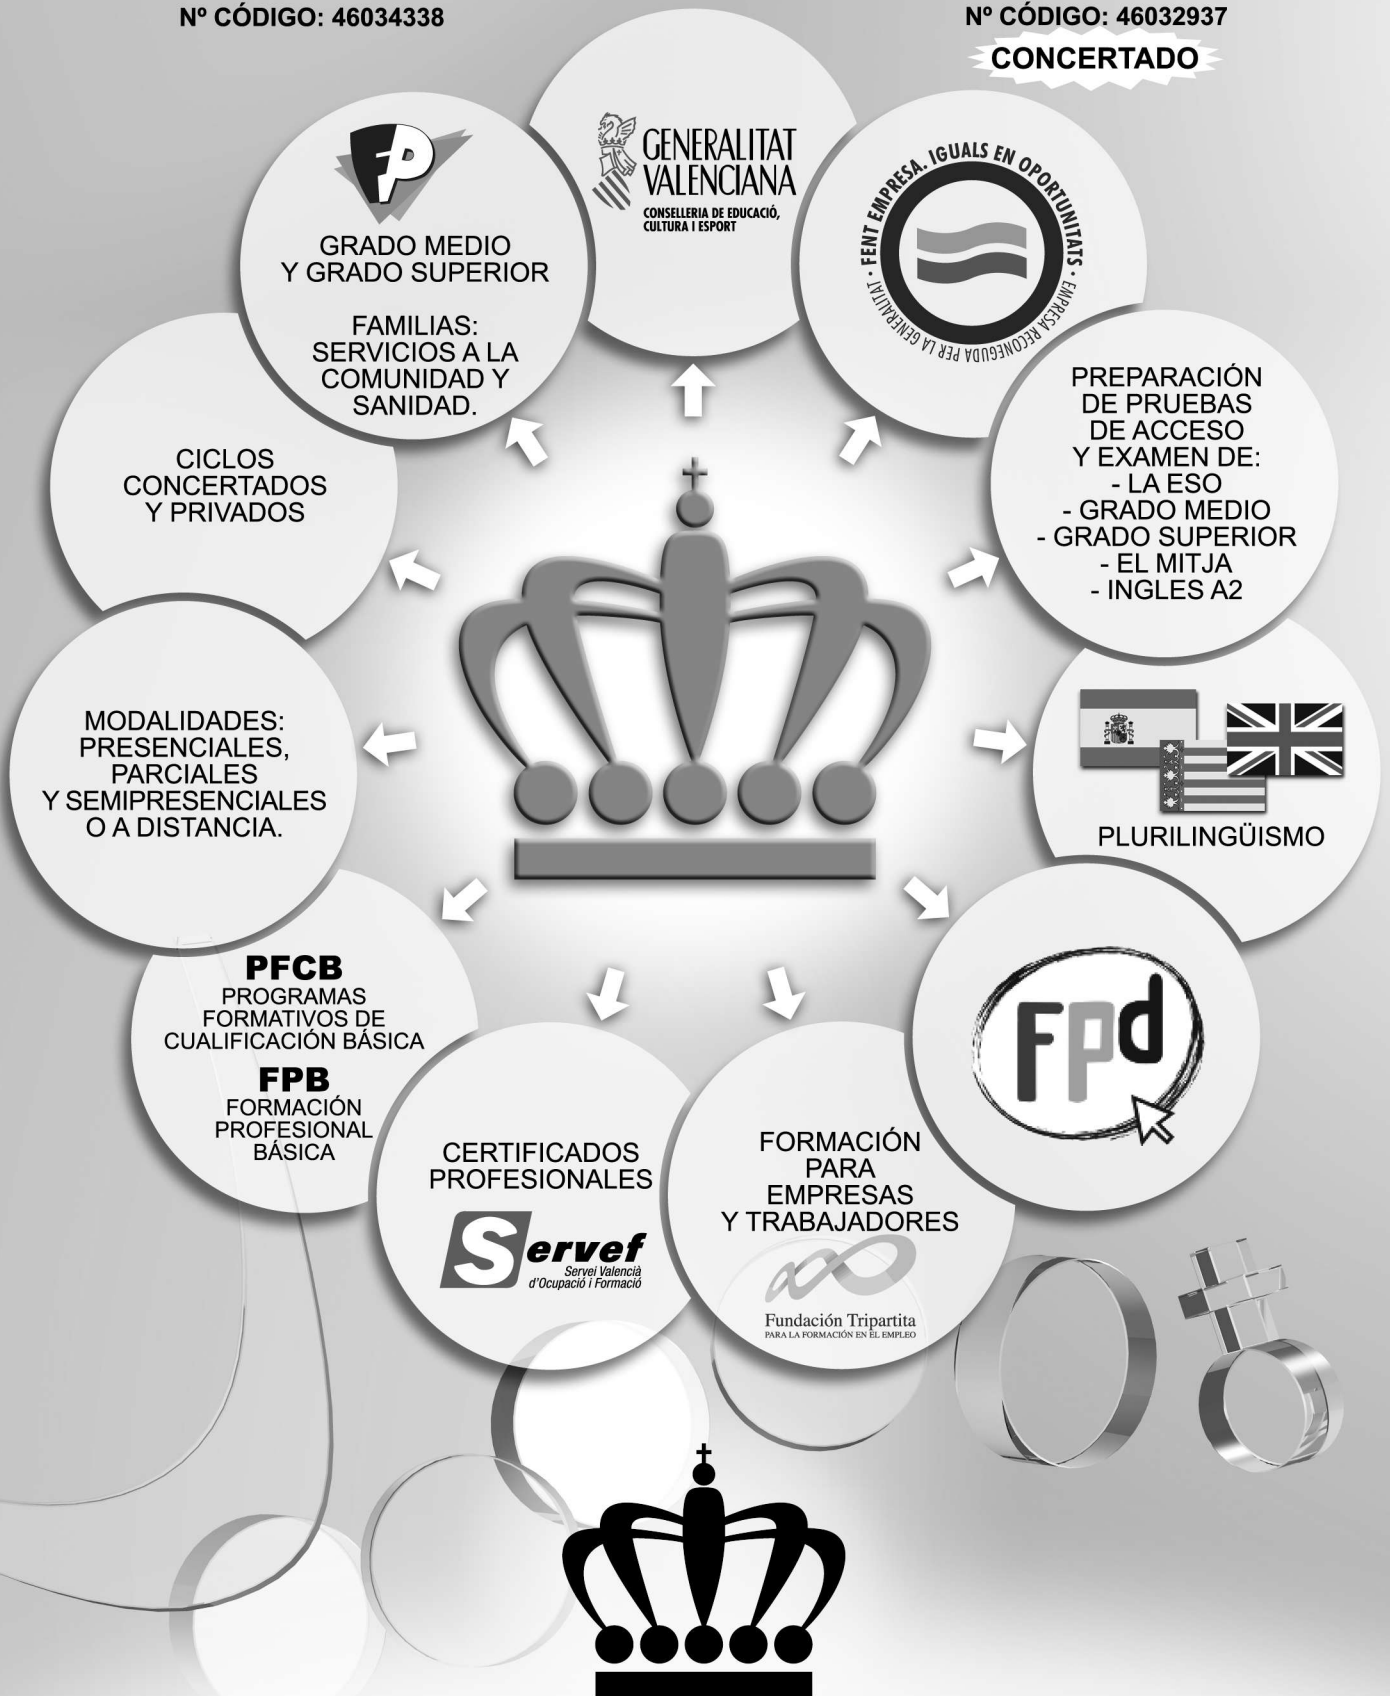 Nº CÓDIGO: 46034338
Nº CÓDIGO: 46032937
CONCERTADO
GENERALITAT
VALENCIANA
CONSELLERIA DE EDUCACIÓ,
CULTURA I ESPORT
FP
GRADO MEDIO
Y GRADO SUPERIOR
FAMILIAS:
SERVICIOS A LA
COMUNIDAD Y
SANIDAD.
FENT EMPRESA. IGUALS EN OPORTUNITATS · EMPRESA RECONEGUDA PER LA GENERALITAT ·
CICLOS
CONCERTADOS
Y PRIVADOS
PREPARACIÓN
DE PRUEBAS
DE ACCESO
Y EXAMEN DE:
- LA ESO
- GRADO MEDIO
- GRADO SUPERIOR
- EL MITJA
- INGLES A2
MODALIDADES:
PRESENCIALES,
PARCIALES
Y SEMIPRESENCIALES
O A DISTANCIA.
PLURILINGÜISMO
PFCB
PROGRAMAS
FORMATIVOS DE
CUALIFICACIÓN BÁSICA
FPB
FORMACIÓN
PROFESIONAL
BÁSICA
CERTIFICADOS
PROFESIONALES
Servef
Servei Valencià
d'Ocupació i Formació
FORMACIÓN
PARA
EMPRESAS
Y TRABAJADORES
Fundación Tripartita
PARA LA FORMACIÓN EN EL EMPLEO
FPd